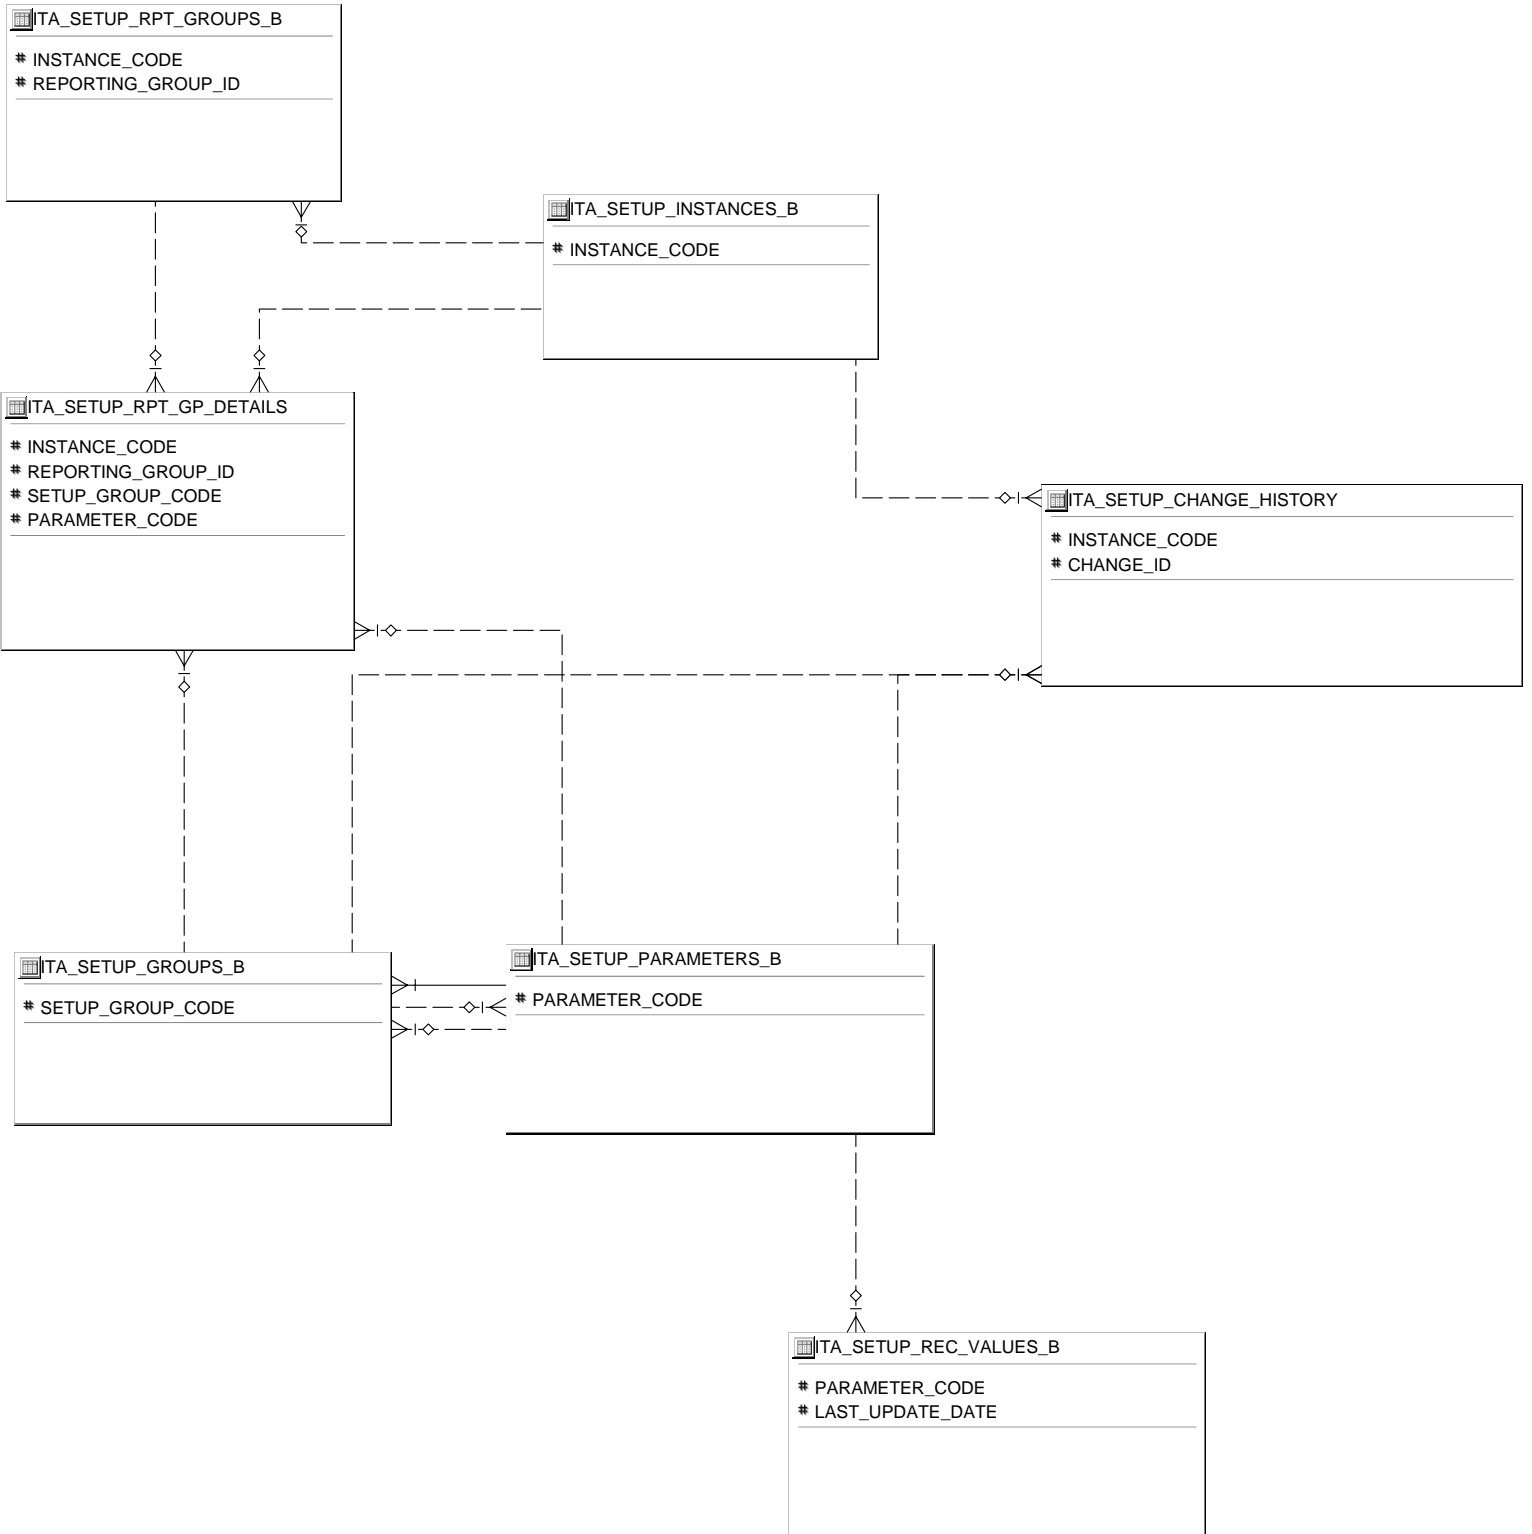 ITA_SETUP_RPT_GROUPS_B
# INSTANCE_CODE
# REPORTING_GROUP_ID
ITA_SETUP_INSTANCES_B
# INSTANCE_CODE
ITA_SETUP_RPT_GP_DETAILS
# INSTANCE_CODE
# REPORTING_GROUP_ID
# SETUP_GROUP_CODE
# PARAMETER_CODE
ITA_SETUP_CHANGE_HISTORY
# INSTANCE_CODE
# CHANGE_ID
ITA_SETUP_GROUPS_B
# SETUP_GROUP_CODE
ITA_SETUP_PARAMETERS_B
# PARAMETER_CODE
ITA_SETUP_REC_VALUES_B
# PARAMETER_CODE
# LAST_UPDATE_DATE